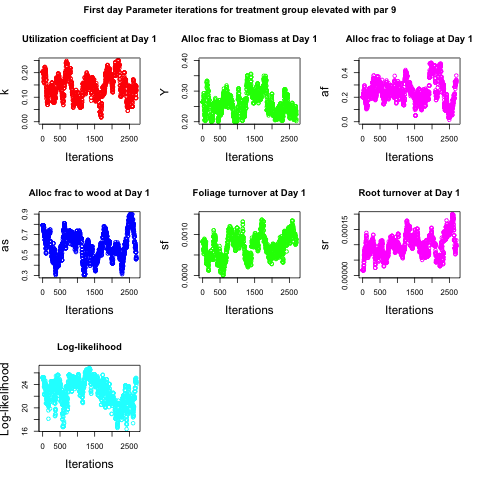 First day Parameter iterations for treatment group elevated with par 9
Utilization coefficient at Day 1
Alloc frac to Biomass at Day 1
Alloc frac to foliage at Day 1
k
0.00
0.10
0.20
0
500
1500
2500
Iterations
Y
0.20
0.30
0.40
0
500
1500
2500
Iterations
af
0.0
0.2
0.4
0
500
1500
2500
Iterations
Alloc frac to wood at Day 1
Foliage turnover at Day 1
Root turnover at Day 1
as
0.3
0.5
0.7
0.9
0
500
1500
2500
Iterations
sf
0.0000
0.0010
0
500
1500
2500
Iterations
sr
0.00000
0.00015
0
500
1500
2500
Iterations
Log-likelihood
Log-likelihood
16
20
24
0
500
1500
2500
Iterations